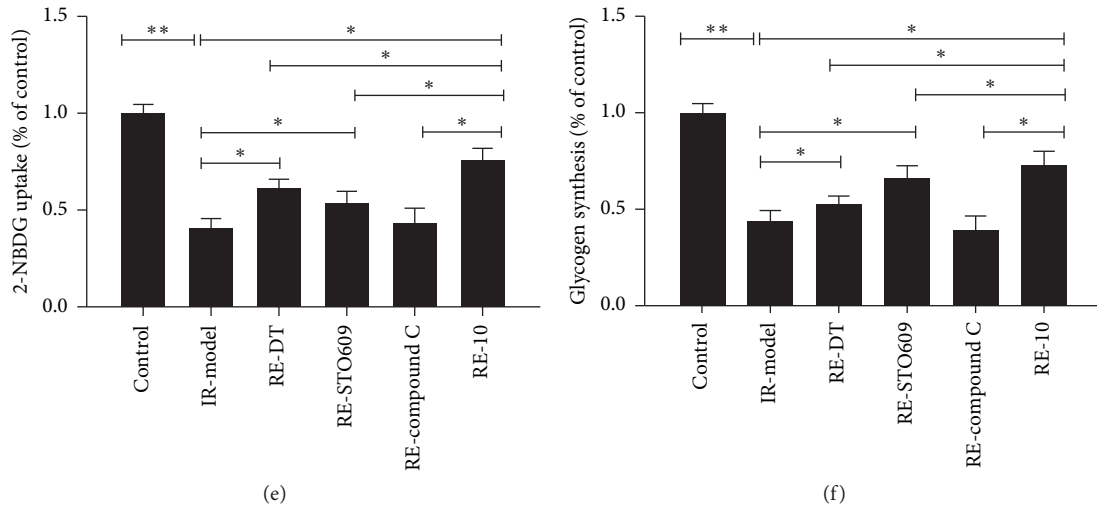 1.5
1.0
0.5
0.0
2-NBDG uptake (% of control)
**
*
*
*
*
*
*
Control
IR-model
RE-DT
RE-STO609
RE-compound C
RE-10
(e)
1.5
1.0
0.5
0.0
Glycogen synthesis (% of control)
**
*
*
*
*
*
*
Control
IR-model
RE-DT
RE-STO609
RE-compound C
RE-10
(f)